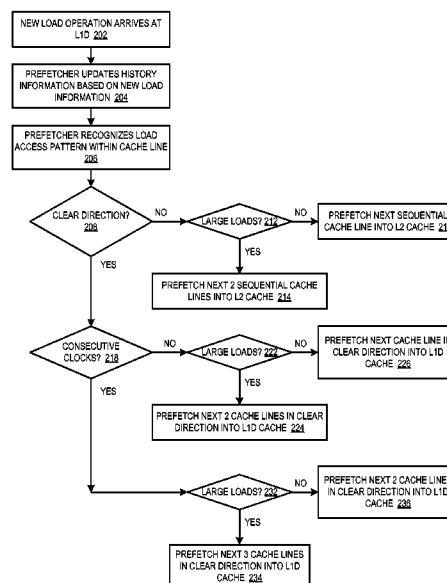 NEW LOAD OPERATION ARRIVES AT
L1D 202
PREFETCHER UPDATES HISTORY
INFORMATION BASED ON NEW LOAD
INFORMATION 204
PREFETCHER RECOGNIZES LOAD
ACCESS PATTERN WITHIN CACHE LINE
206
CLEAR DIRECTION?
208
NO
LARGE LOADS? 212
NO
PREFETCH NEXT SEQUENTIAL
CACHE LINE INTO L2 CACHE 21
YES
YES
PREFETCH NEXT 2 SEQUENTIAL CACHE
LINES INTO L2 CACHE 214
CONSECUTIVE
CLOCKS? 218
NO
LARGE LOADS? 222
NO
PREFETCH NEXT CACHE LINE IN
CLEAR DIRECTION INTO L1D
CACHE 226
YES
YES
PREFETCH NEXT 2 CACHE LINES IN CLEAR
DIRECTION INTO L1D CACHE 224
LARGE LOADS? 232
NO
PREFETCH NEXT 2 CACHE LINE
IN CLEAR DIRECTION INTO L1D
CACHE 236
YES
PREFETCH NEXT 3 CACHE LINES
IN CLEAR DIRECTION INTO L1D
CACHE 234